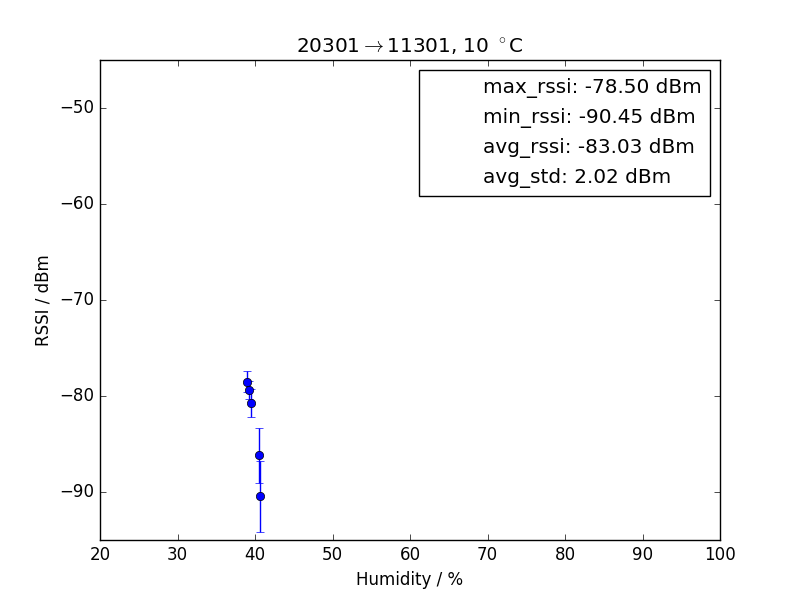 20301→11301, 10 °C
max_rssi: -78.50 dBm
min_rssi: -90.45 dBm
avg_rssi: -83.03 dBm
avg_std: 2.02 dBm
RSSI / dBm
−50
−60
−70
−80
−90
20 30 40 50 60 70 80 90 100
Humidity / %